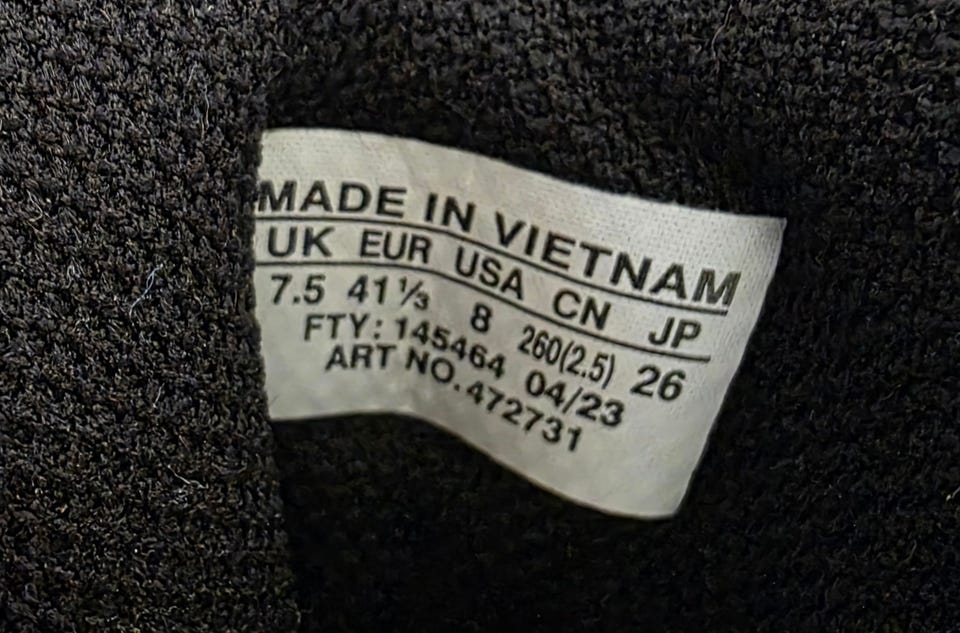 MADE IN VIETNAM
UK EUR USA CN JP
7.5 41⅓ 8 260(2.5) 26
FTY: 145464 04/23
ART NO. 472731